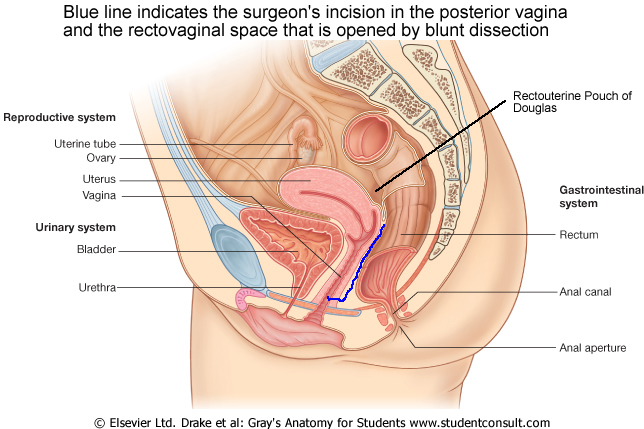 Blue line indicates the surgeon's incision in the posterior vagina
and the rectovaginal space that is opened by blunt dissection
Rectouterine Pouch of
Douglas
Reproductive system
Uterine tube
Ovary
Uterus
Vagina
Urinary system
Bladder
Urethra
Gastrointestinal
system
Rectum
Anal canal
Anal aperture
© Elsevier Ltd. Drake et al: Gray's Anatomy for Students www.studentconsult.com